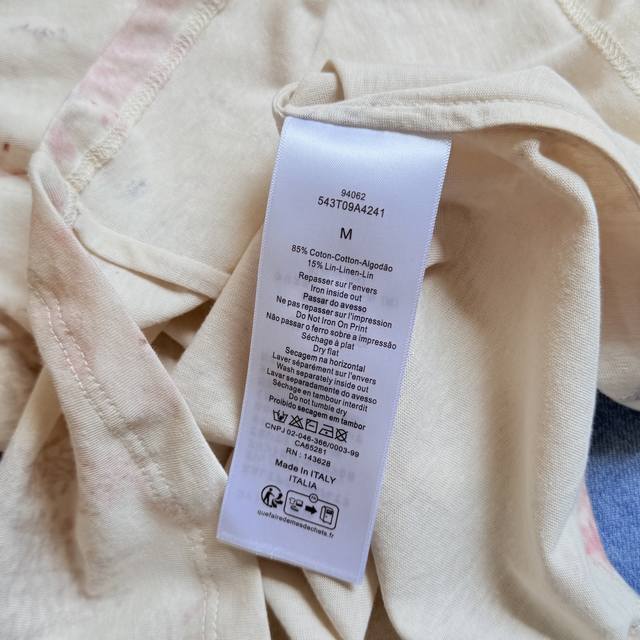 94062
543T09A4241
M
85% Coton-Cotton-Algodão
15% Lin-Linen-Lin
Repasser sur l'envers
Iron inside out
Passar do avesso
Ne pas repasser sur l'impression
Do Not Iron On Print
Não passar o ferro sobre a impressão
Séchage à plat
Dry flat
Secagem na horizontal
Laver séparément sur l'envers
Wash separately inside out
Lavar separadamente do avesso
Séchage en tambour interdit
Do not tumble dry
Proibido secagem em tambor
CNPJ 02-046-366/0003-99
CA65281
RN : 143628
Made in ITALY
ITALIA
quefairedemesdechets.fr